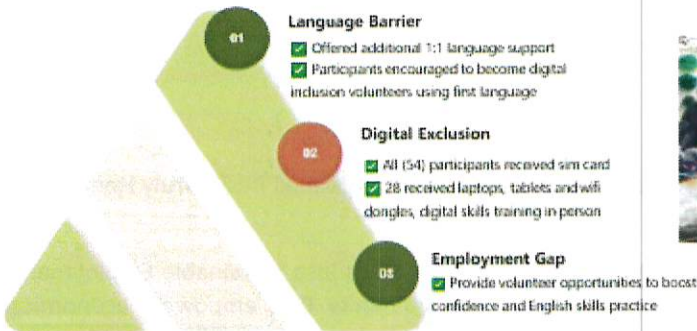 01
Language Barrier
✅ Offered additional 1:1 language support
✅ Participants encouraged to become digital
inclusion volunteers using first language
02
Digital Exclusion
✅ All (54) participants received sim card
✅ 28 received laptops, tablets and wifi
dongles, digital skills training in person
03
Employment Gap
✅ Provide volunteer opportunities to boost
confidence and English skills practice